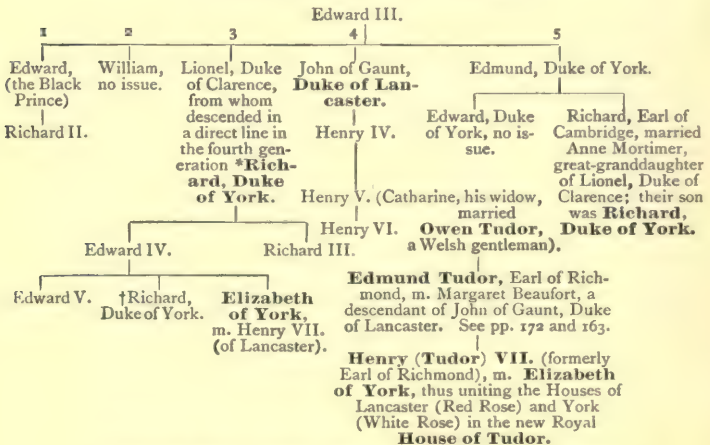 Edward III.
1 2 3 4 5
Edward,
(the Black
Prince)
Richard II.
William,
no issue.
Lionel, Duke
of Clarence,
from whom
descended in
a direct line in
the fourth gen-
eration *Rich-
ard, Duke
of York.
John of Gaunt,
Duke of Lan-
caster.
Henry IV.
Henry V. (Catharine, his widow,
married
Owen Tudor,
a Welsh gentleman).
Henry VI.
Edmund, Duke of York.
Edward, Duke
of York, no is-
sue.
Richard, Earl of
Cambridge, married
Anne Mortimer,
great-granddaughter
of Lionel, Duke of
Clarence; their son
was Richard,
Duke of York.
Edward IV.
Richard III.
Edward V.
†Richard,
Duke of York.
Elizabeth
of York,
m. Henry VII.
(of Lancaster).
Edmund Tudor, Earl of Rich-
mond, m. Margaret Beaufort, a
descendant of John of Gaunt, Duke
of Lancaster. See pp. 172 and 163.
Henry (Tudor) VII. (formerly
Earl of Richmond), m. Elizabeth
of York, thus uniting the Houses of
Lancaster (Red Rose) and York
(White Rose) in the new Royal
House of Tudor.